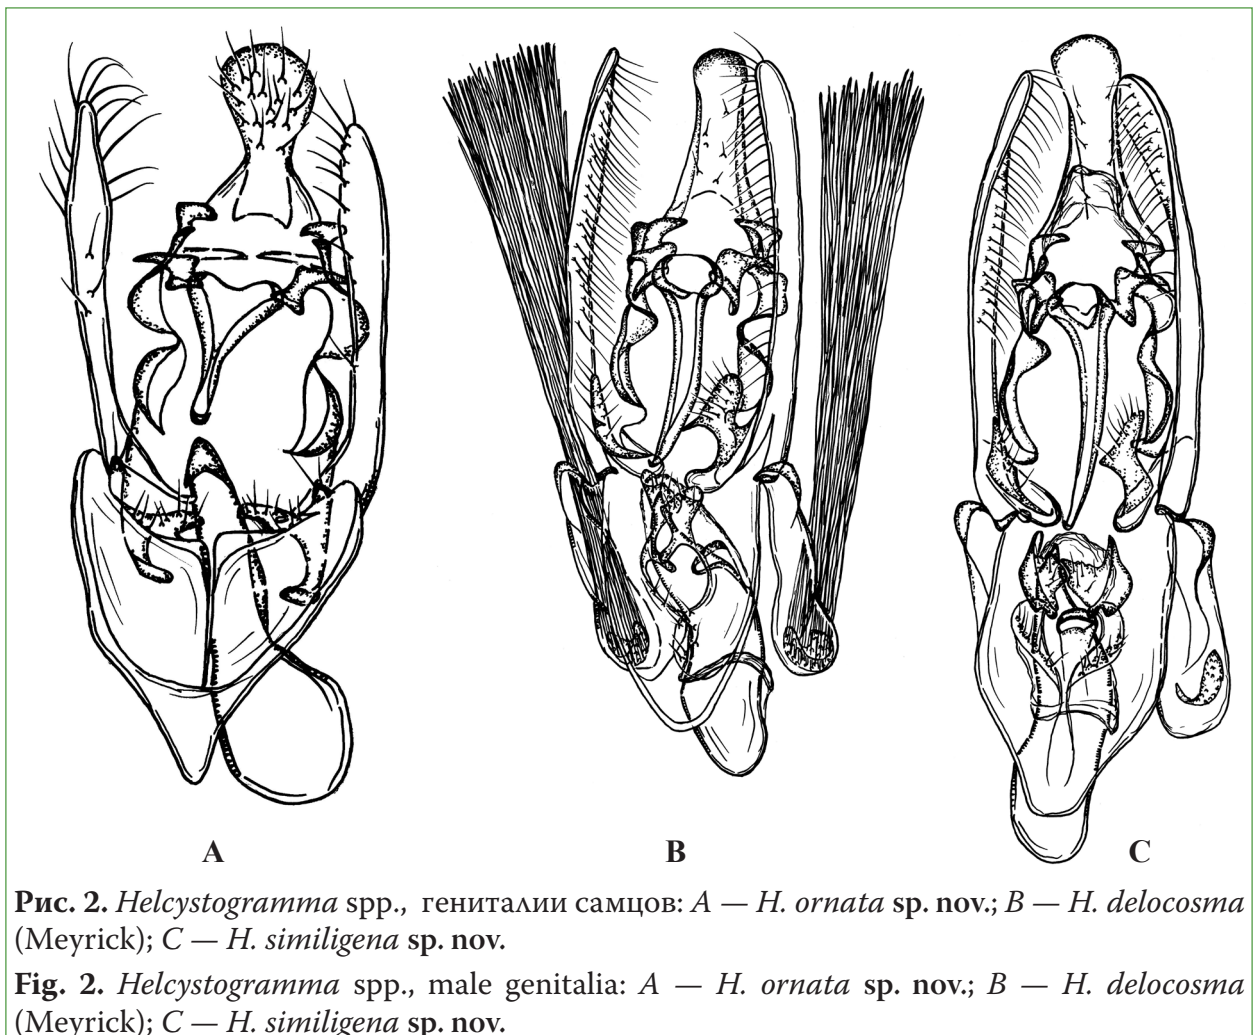 A
B
C
Рис. 2. Helcystogramma spp., гениталии самцов: A — H. ornata sp. nov.; B — H. delocosma
(Meyrick); C — H. similigena sp. nov.
Fig. 2. Helcystogramma spp., male genitalia: A — H. ornata sp. nov.; B — H. delocosma
(Meyrick); C — H. similigena sp. nov.